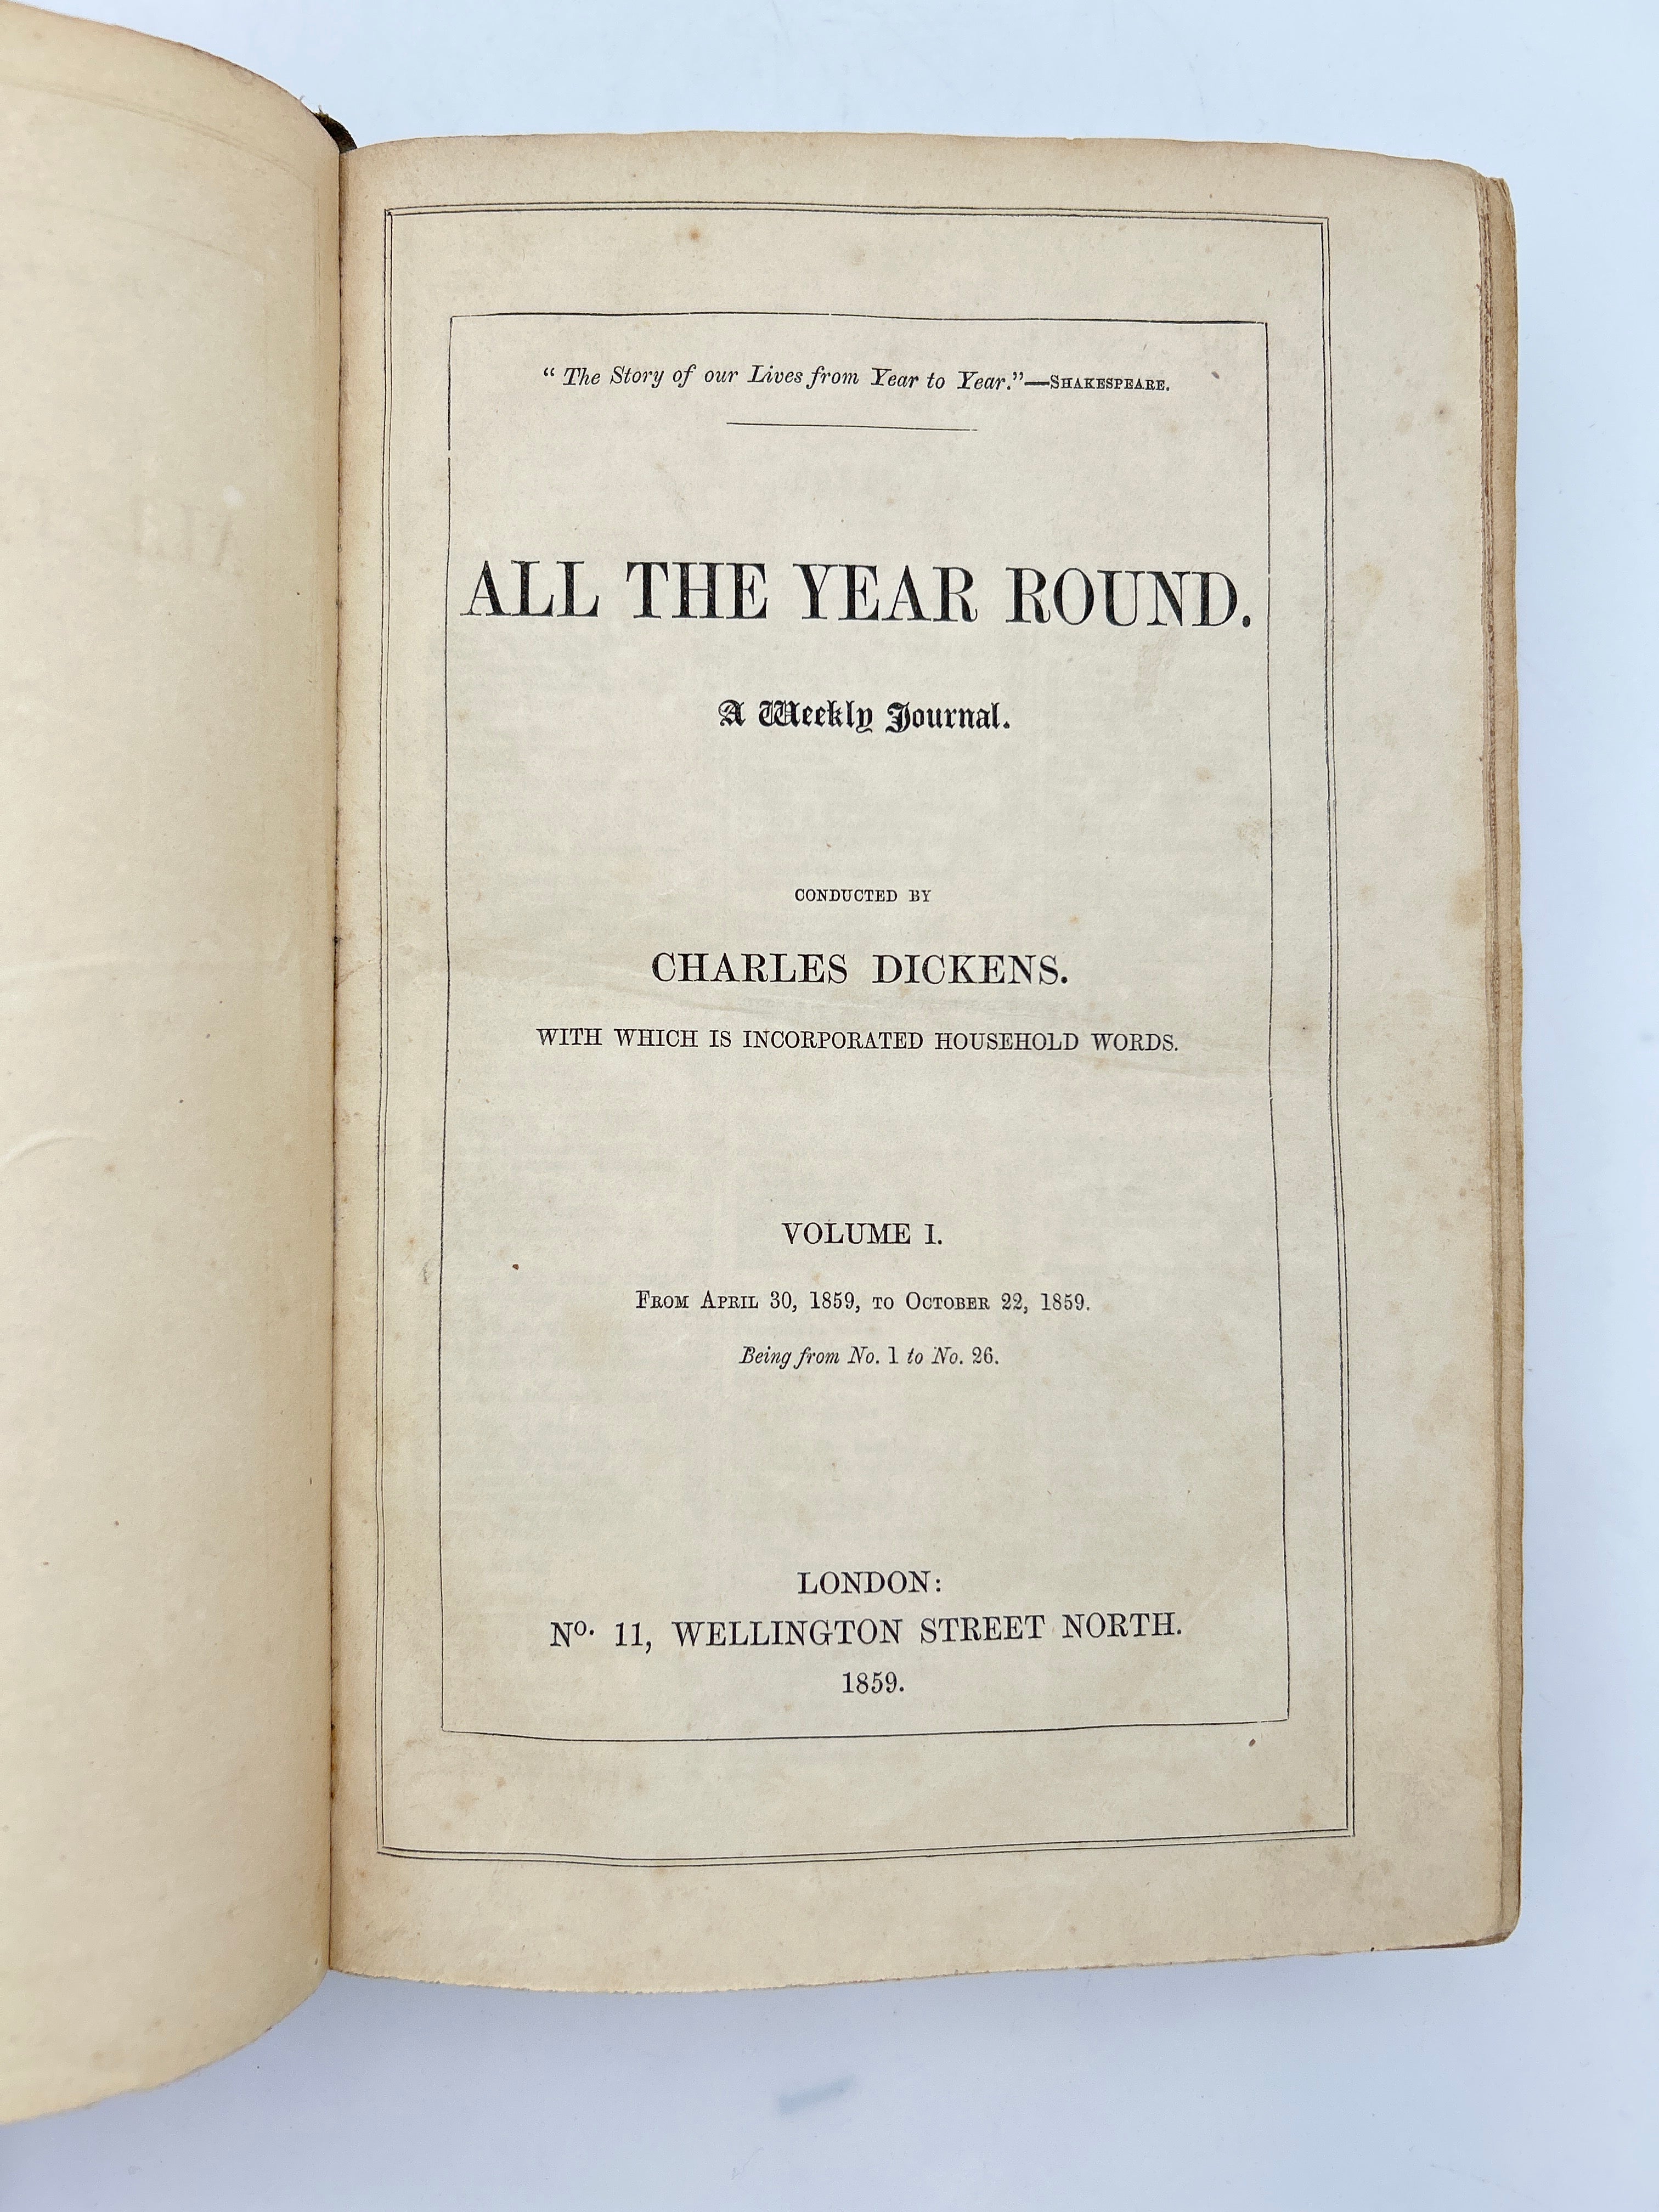 “ The Story of our Lives from Year to Year.”—SHAKESPEARE.
ALL THE YEAR ROUND.
A Weekly Journal.
CONDUCTED BY
CHARLES DICKENS.
WITH WHICH IS INCORPORATED HOUSEHOLD WORDS.
VOLUME I.
FROM APRIL 30, 1859, TO OCTOBER 22, 1859.
Being from No. 1 to No. 26.
LONDON:
Nº. 11, WELLINGTON STREET NORTH.
1859.